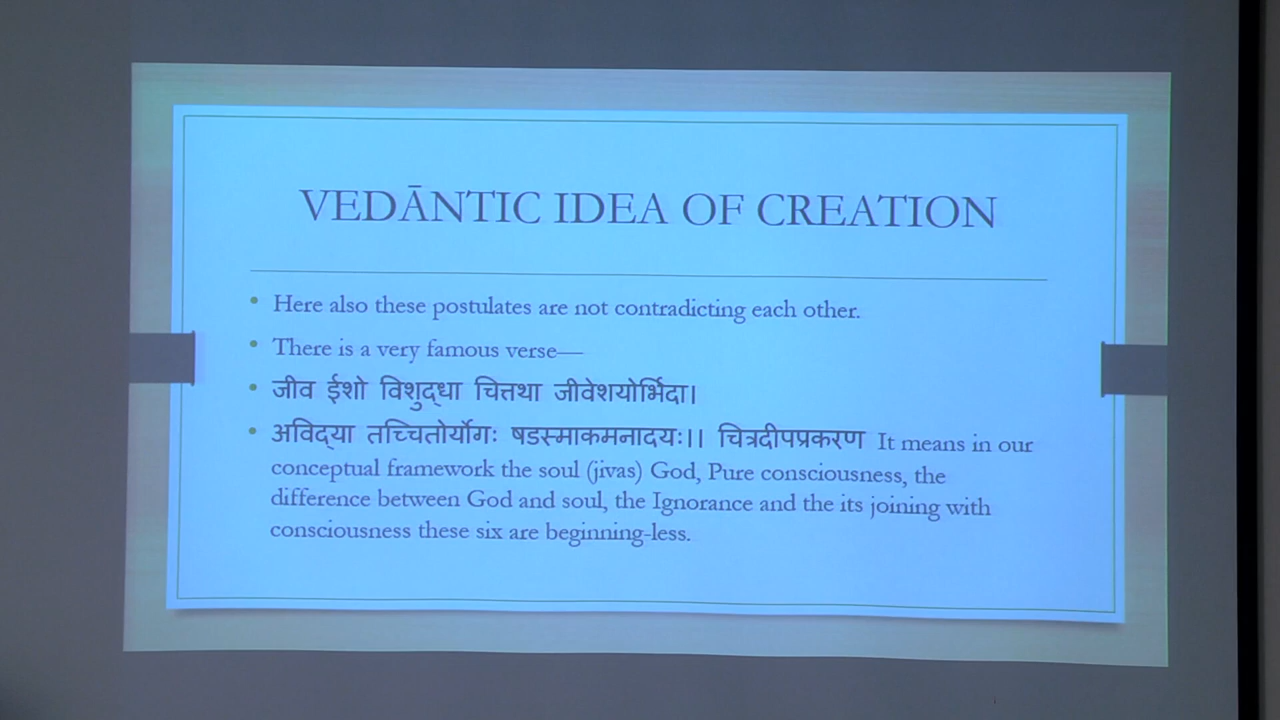 VEDĀNTIC IDEA OF CREATION
• Here also these postulates are not contradicting each other.
• There is a very famous verse—
• जीव ईशो विशुद्धा चित्तथा जीवेशयोर्भिदा।
• अविद्या तच्चितोर्योगः षडस्माकमनादयः।। चित्रदीपप्रकरण It means in our
conceptual framework the soul (jivas) God, Pure consciousness, the
difference between God and soul, the Ignorance and the its joining with
consciousness these six are beginning-less.